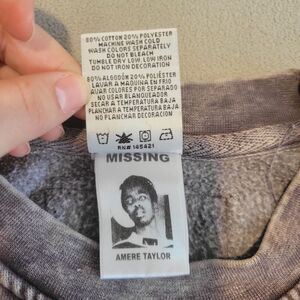 80% COTTON 20% POLYESTER
MACHINE WASH COLD
WASH COLORS SEPARATELY
DO NOT BLEACH
TUMBLE DRY LOW. LOW IRON
DO NOT IRON DECORATION
80% ALGODÓN 20% POLIÉSTER
LAVAR A MAQUINA EN FRIO
LAVAR COLORES POR SEPARADO
NO USAR BLANQUEADOR
SECAR A TEMPERATURA BAJA
PLANCHAR A TEMPERATURA BAJA
NO PLANCHAR DECORACION
RN# 145421
MISSING
AMERE TAYLOR